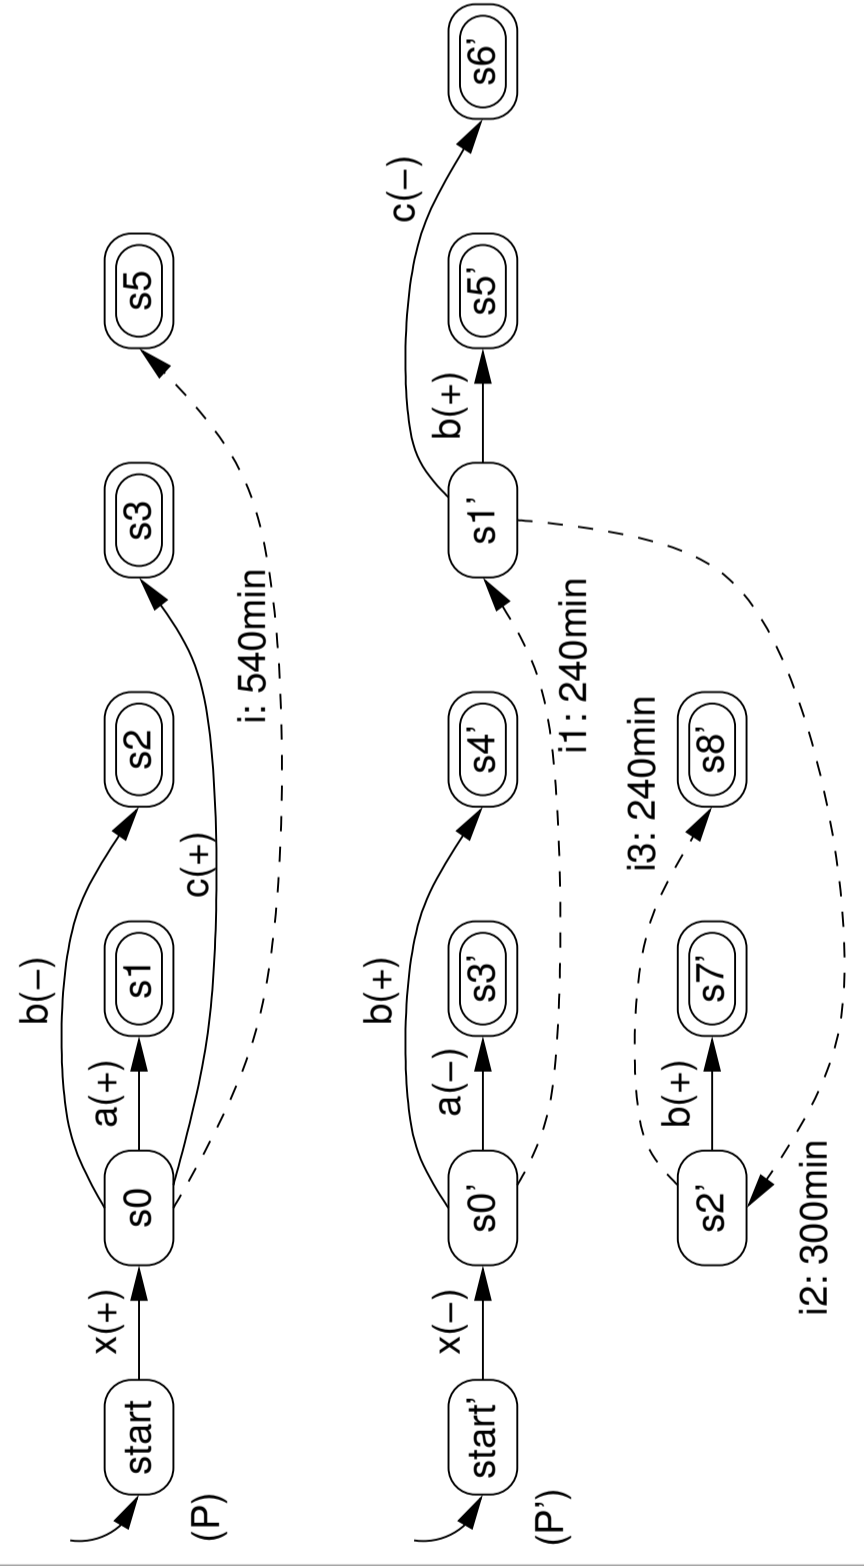 start
(P)
x(+)
s0
b(–)
a(+)
s1
c(+)
s2
i: 540min
s3
s5
start’
(P’)
x(–)
s0’
b(+)
a(–)
s3’
s4’
i1: 240min
s1’
b(+)
s5’
c(–)
s6’
i2: 300min
s2’
b(+)
s7’
i3: 240min
s8’